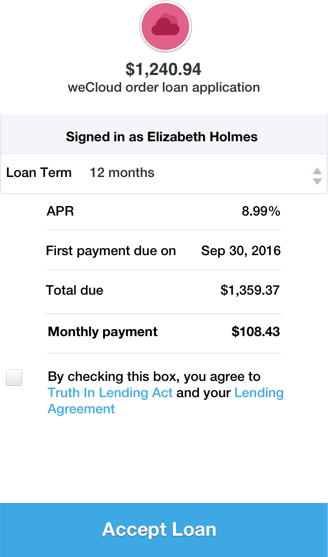 $1,240.94
weCloud order loan application
Signed in as Elizabeth Holmes
Loan Term 12 months
APR 8.99%
First payment due on Sep 30, 2016
Total due $1,359.37
Monthly payment $108.43
By checking this box, you agree to
Truth In Lending Act and your Lending
Agreement
Accept Loan